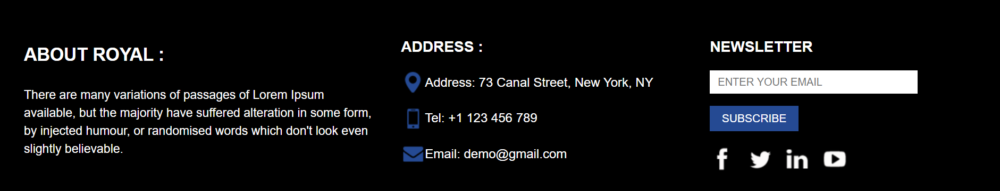 ABOUT ROYAL :
There are many variations of passages of Lorem Ipsum
available, but the majority have suffered alteration in some form,
by injected humour, or randomised words which don't look even
slightly believable.
ADDRESS :
Address: 73 Canal Street, New York, NY
Tel: +1 123 456 789
Email: demo@gmail.com
NEWSLETTER
ENTER YOUR EMAIL
SUBSCRIBE